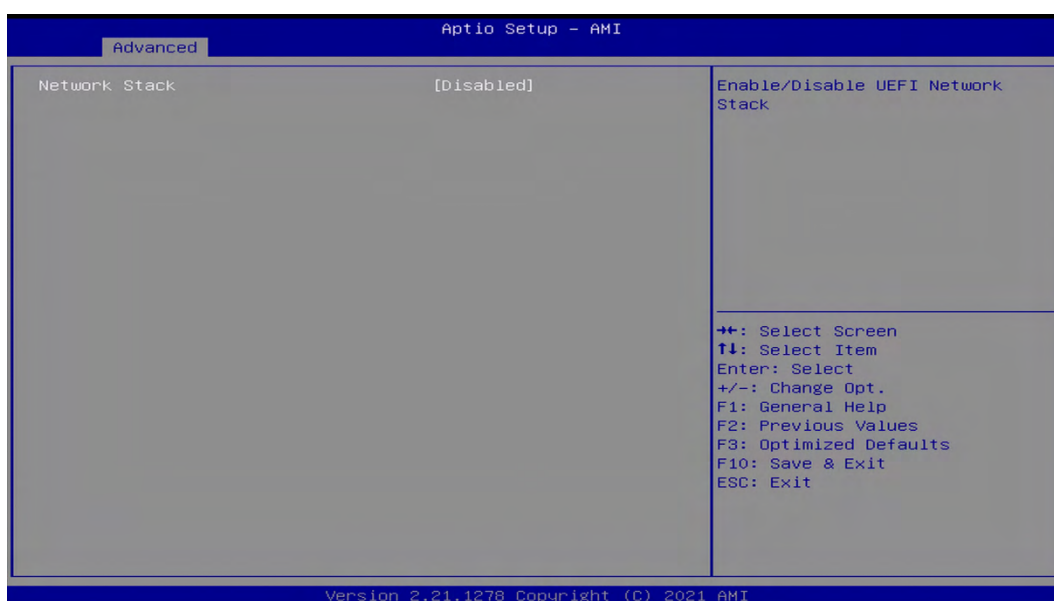 Aptio Setup - AMI
Advanced
Network Stack [Disabled]
Enable/Disable UEFI Network
Stack
→←: Select Screen
↑↓: Select Item
Enter: Select
+/-: Change Opt.
F1: General Help
F2: Previous Values
F3: Optimized Defaults
F10: Save & Exit
ESC: Exit
Version 2.21.1278 Copyright (C) 2021 AMI